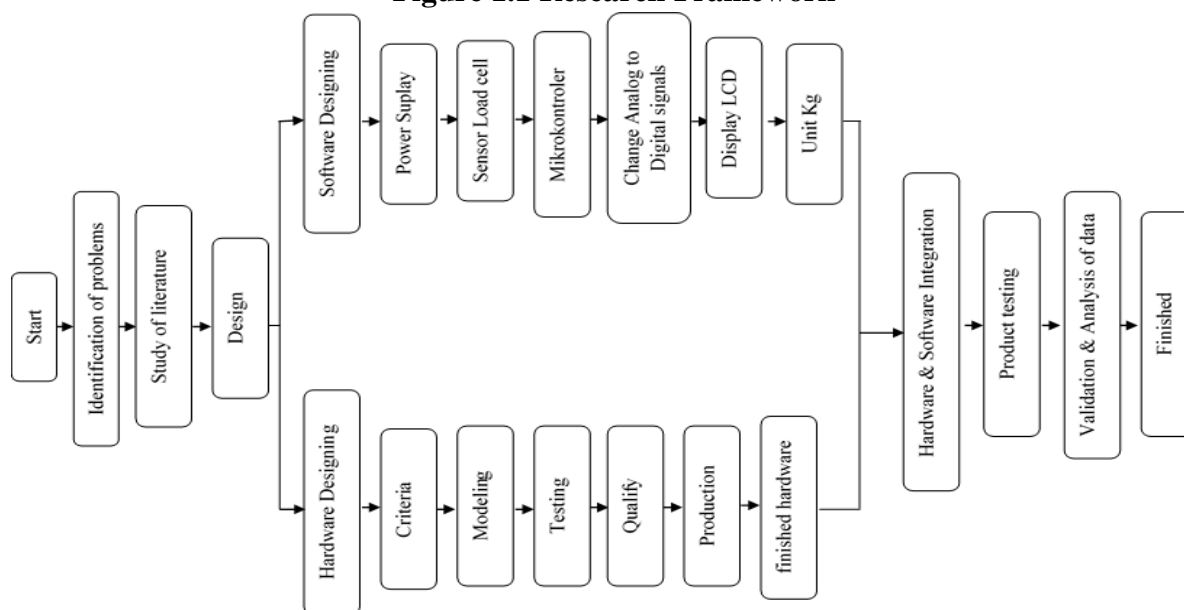 Figure Research Framework
Start
Identification of problems
Study of literature
Design
Software Designing
Power Suplay
Sensor Load cell
Mikrokontroler
Change Analog to
Digital signals
Display LCD
Unit Kg
Hardware Designing
Criteria
Modeling
Testing
Qualify
Production
finished hardware
Hardware & Software Integration
Product testing
Validation & Analysis of data
Finished